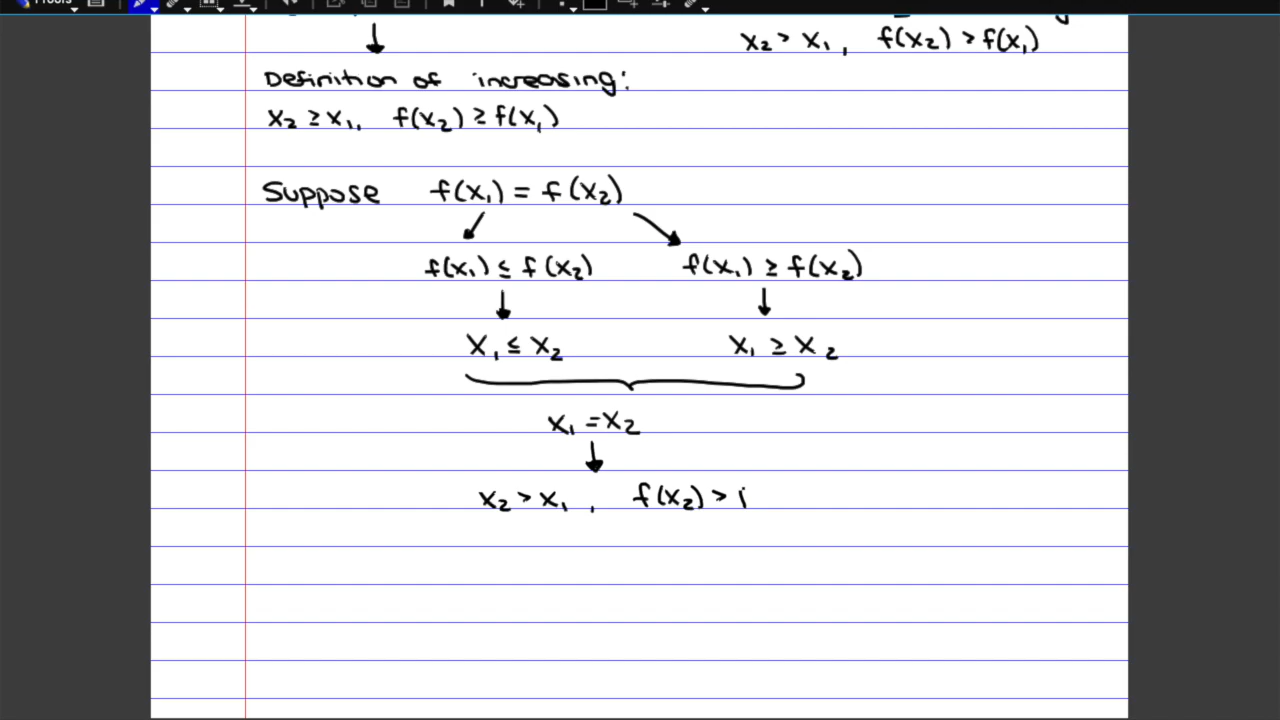 Proofs
x₂ > x₁, f(x₂) > f(x₁)
Definition of increasing:
x₂ ≥ x₁, f(x₂) ≥ f(x₁)
Suppose f(x₁) = f(x₂)
f(x₁) ≤ f(x₂) f(x₁) ≥ f(x₂)
x₁ ≤ x₂ x₁ ≥ x₂
x₁ = x₂
x₂ > x₁, f(x₂) > i